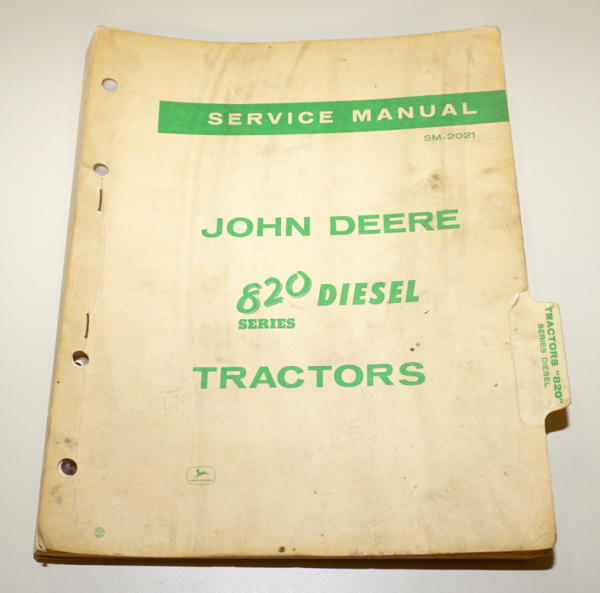 SERVICE MANUAL
SM-2021
JOHN DEERE
820 DIESEL
SERIES
TRACTORS
TRACTORS "820"
SERIES DIESEL